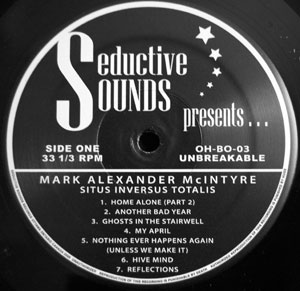 Seductive
SOUNDS
presents...
SIDE ONE
33 1/3 RPM
OH-BO-03
UNBREAKABLE
MARK ALEXANDER McINTYRE
SITUS INVERSUS TOTALIS
1. HOME ALONE (PART 2)
2. ANOTHER BAD YEAR
3. GHOSTS IN THE STAIRWELL
4. MY APRIL
5. NOTHING EVER HAPPENS AGAIN
(UNLESS WE MAKE IT)
6. HIVE MIND
7. REFLECTIONS